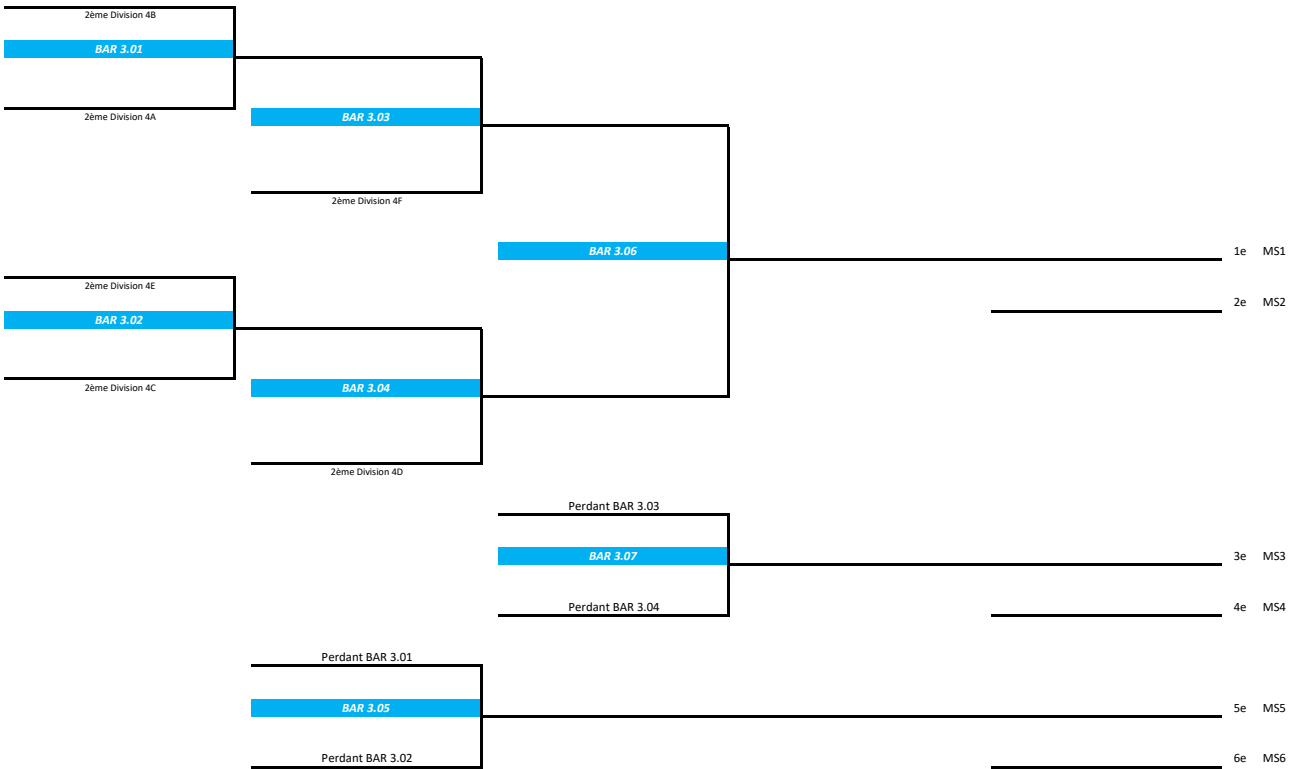 2ème Division 4B
BAR 3.01
2ème Division 4A
BAR 3.03
2ème Division 4F
BAR 3.06
1e MS1
2ème Division 4E
2e MS2
BAR 3.02
2ème Division 4C
BAR 3.04
2ème Division 4D
Perdant BAR 3.03
BAR 3.07
3e MS3
Perdant BAR 3.04
4e MS4
Perdant BAR 3.01
BAR 3.05
5e MS5
Perdant BAR 3.02
6e MS6